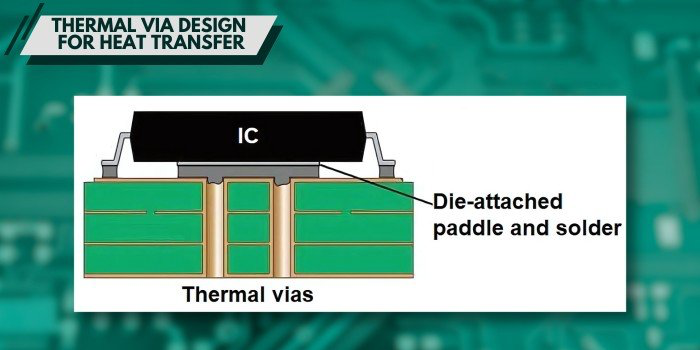 THERMAL VIA DESIGN
FOR HEAT TRANSFER
IC
Die-attached
paddle and solder
Thermal vias